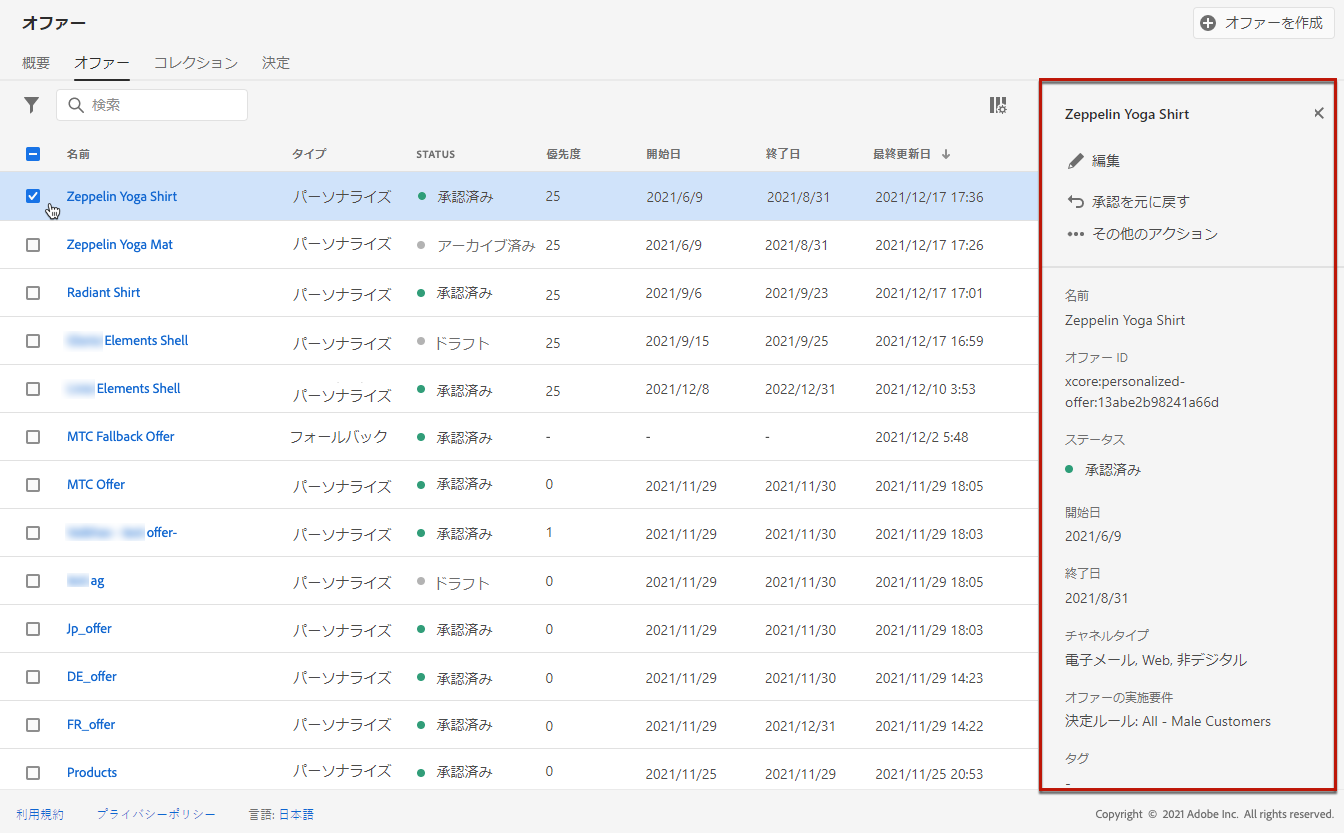 オファー
オファーを作成
概要 オファー コレクション 決定
検索
名前 タイプ STATUS 優先度 開始日 終了日 最終更新日
Zeppelin Yoga Shirt パーソナライズ 承認済み 25 2021/6/9 2021/8/31 2021/12/17 17:36
Zeppelin Yoga Mat パーソナライズ アーカイブ済み 25 2021/6/9 2021/8/31 2021/12/17 17:26
Radiant Shirt パーソナライズ 承認済み 25 2021/9/6 2021/9/23 2021/12/17 17:01
Elements Shell パーソナライズ ドラフト 25 2021/9/15 2021/9/25 2021/12/17 16:59
Elements Shell パーソナライズ 承認済み 25 2021/12/8 2022/12/31 2021/12/10 3:53
MTC Fallback Offer フォールバック 承認済み - - - 2021/12/2 5:48
MTC Offer パーソナライズ 承認済み 0 2021/11/29 2021/11/30 2021/11/29 18:05
offer- パーソナライズ 承認済み 1 2021/11/29 2021/11/30 2021/11/29 18:03
ag パーソナライズ ドラフト 0 2021/11/29 2021/11/30 2021/11/29 18:05
Jp_offer パーソナライズ 承認済み 0 2021/11/29 2021/11/30 2021/11/29 18:03
DE_offer パーソナライズ 承認済み 0 2021/11/29 2021/11/30 2021/11/29 14:23
FR_offer パーソナライズ 承認済み 0 2021/11/29 2021/12/31 2021/11/29 14:22
Products パーソナライズ 承認済み 0 2021/11/25 2021/11/29 2021/11/25 20:53
Zeppelin Yoga Shirt
編集
承認を元に戻す
その他のアクション
名前
Zeppelin Yoga Shirt
オファー ID
xcore:personalized-
offer:13abe2b98241a66d
ステータス
承認済み
開始日
2021/6/9
終了日
2021/8/31
チャネルタイプ
電子メール, Web, 非デジタル
オファーの実施要件
決定ルール: All - Male Customers
タグ
-
利用規約 プライバシーポリシー 言語: 日本語
Copyright © 2021 Adobe Inc. All rights reserved.